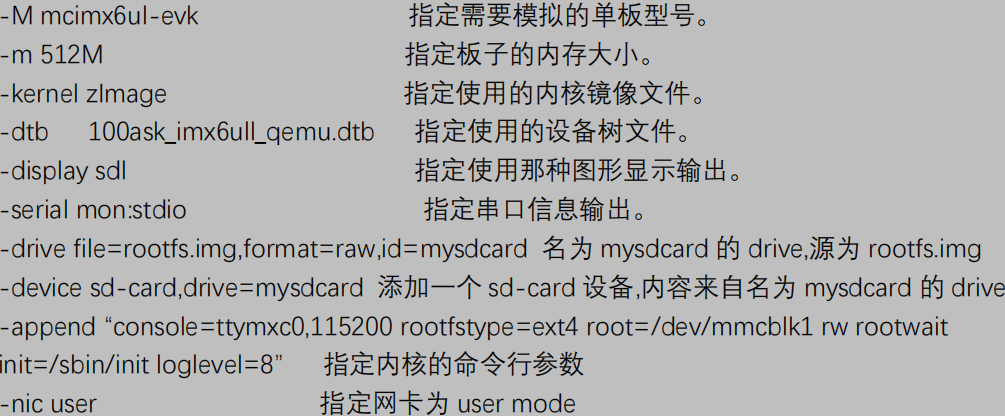 -M mcimx6ul-evk 指定需要模拟的单板型号。
-m 512M 指定板子的内存大小。
-kernel zImage 指定使用的内核镜像文件。
-dtb 100ask_imx6ull_qemu.dtb 指定使用的设备树文件。
-display sdl 指定使用那种图形显示输出。
-serial mon:stdio 指定串口信息输出。
-drive file=rootfs.img,format=raw,id=mysdcard 名为 mysdcard 的 drive,源为 rootfs.img
-device sd-card,drive=mysdcard 添加一个 sd-card 设备,内容来自名为 mysdcard 的 drive
-append “console=ttymxc0,115200 rootfstype=ext4 root=/dev/mmcblk1 rw rootwait
init=/sbin/init loglevel=8” 指定内核的命令行参数
-nic user 指定网卡为 user mode